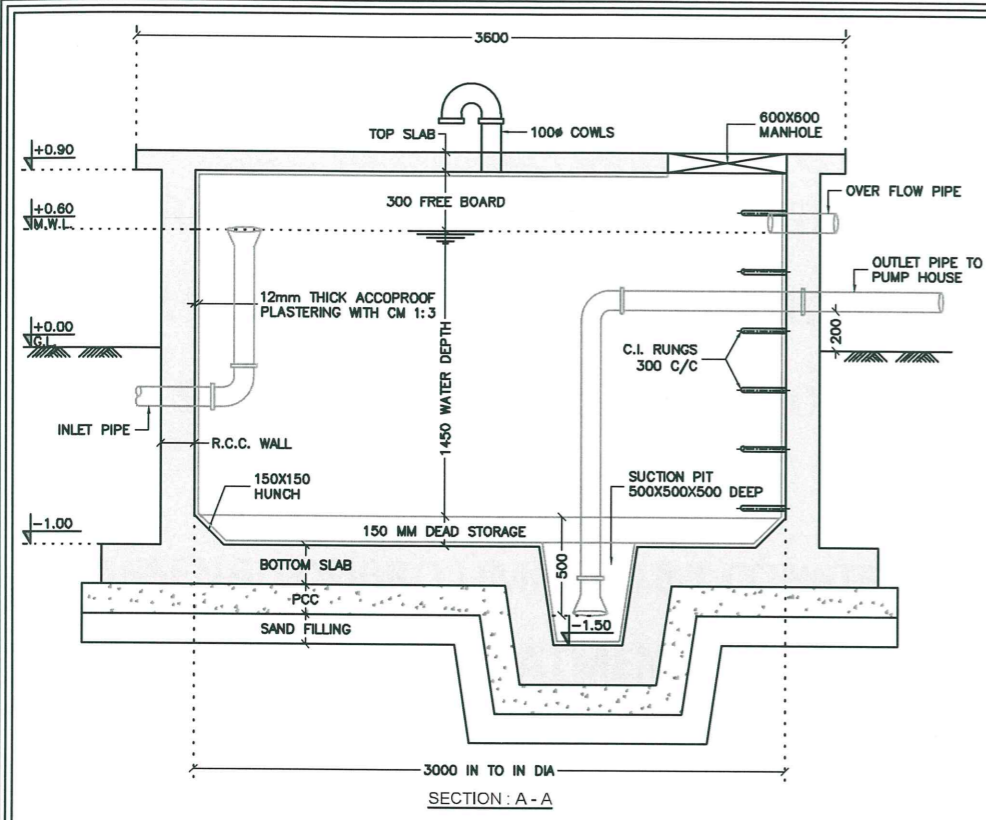 3600
TOP SLAB
100ø COWLS
600X600
MANHOLE
+0.90
300 FREE BOARD
OVER FLOW PIPE
+0.60
M.W.L.
OUTLET PIPE TO
PUMP HOUSE
12mm THICK ACCOPROOF
PLASTERING WITH CM 1:3
+0.00
G.L.
200
C.I. RUNGS
300 C/C
1450 WATER DEPTH
INLET PIPE
R.C.C. WALL
150X150
HUNCH
SUCTION PIT
500X500X500 DEEP
-1.00
150 MM DEAD STORAGE
500
BOTTOM SLAB
PCC
SAND FILLING
-1.50
3000 IN TO IN DIA
SECTION : A - A